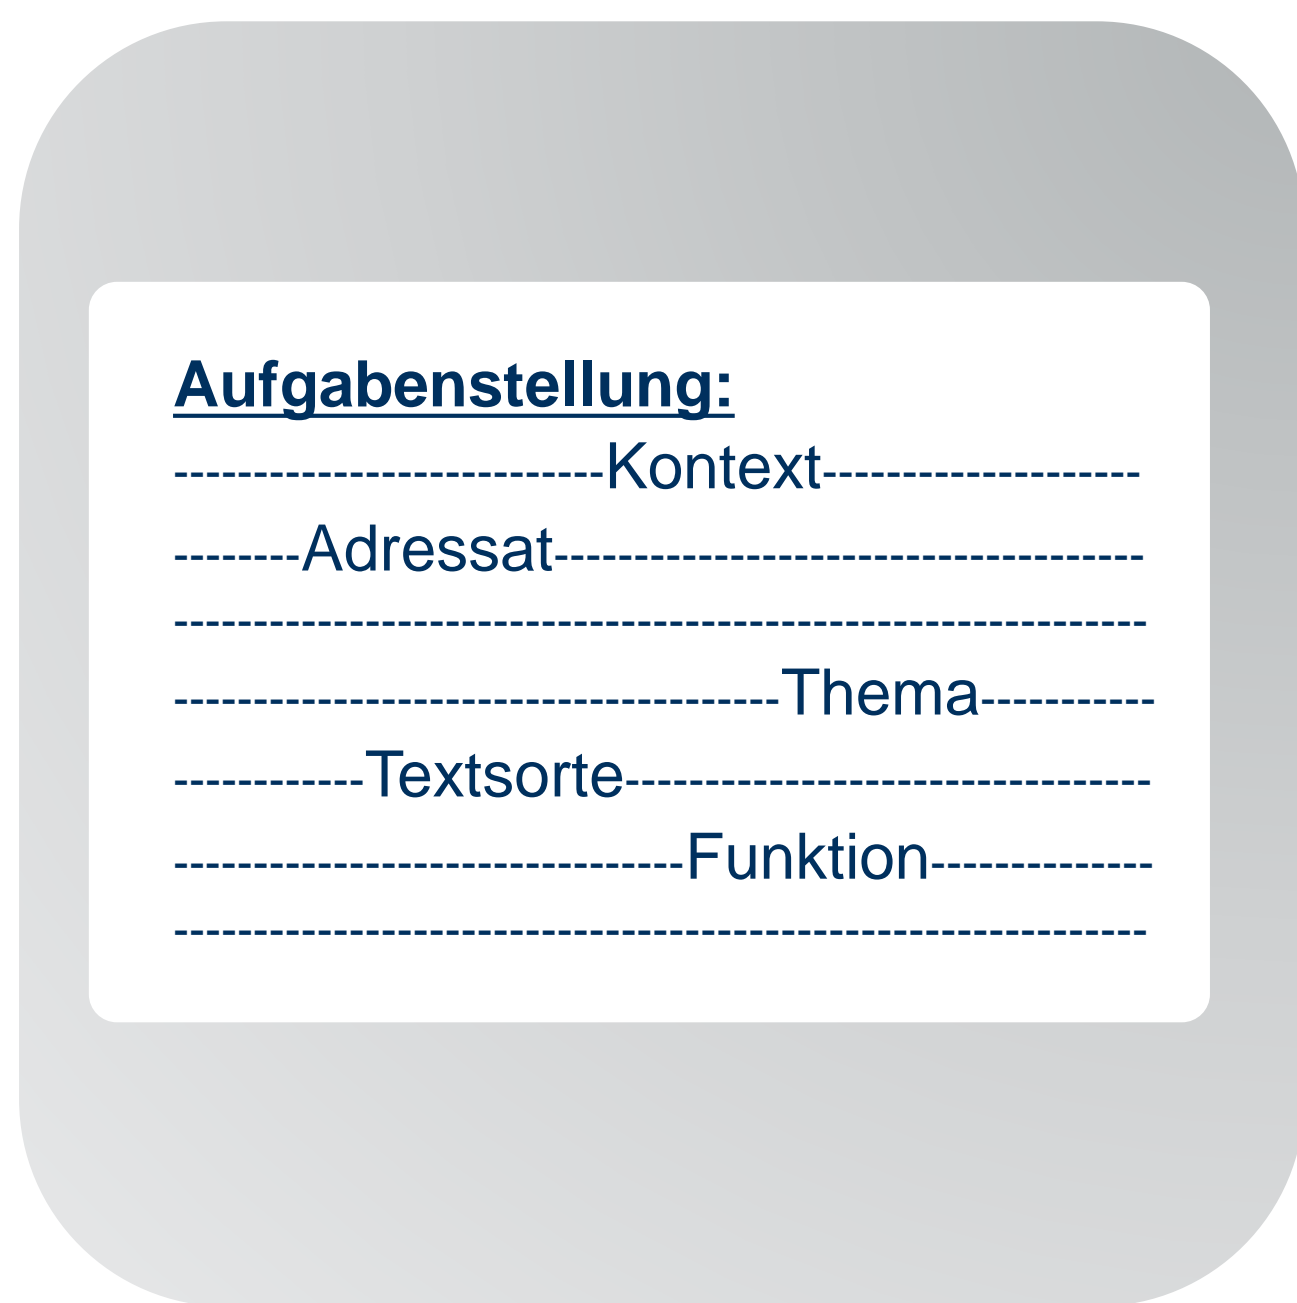 Aufgabenstellung:
---------------------------Kontext--------------------
--------Adressat-------------------------------------
-------------------------------------------------------------
--------------------------------------Thema-----------
------------Textsorte---------------------------------
--------------------------------Funktion--------------
-------------------------------------------------------------